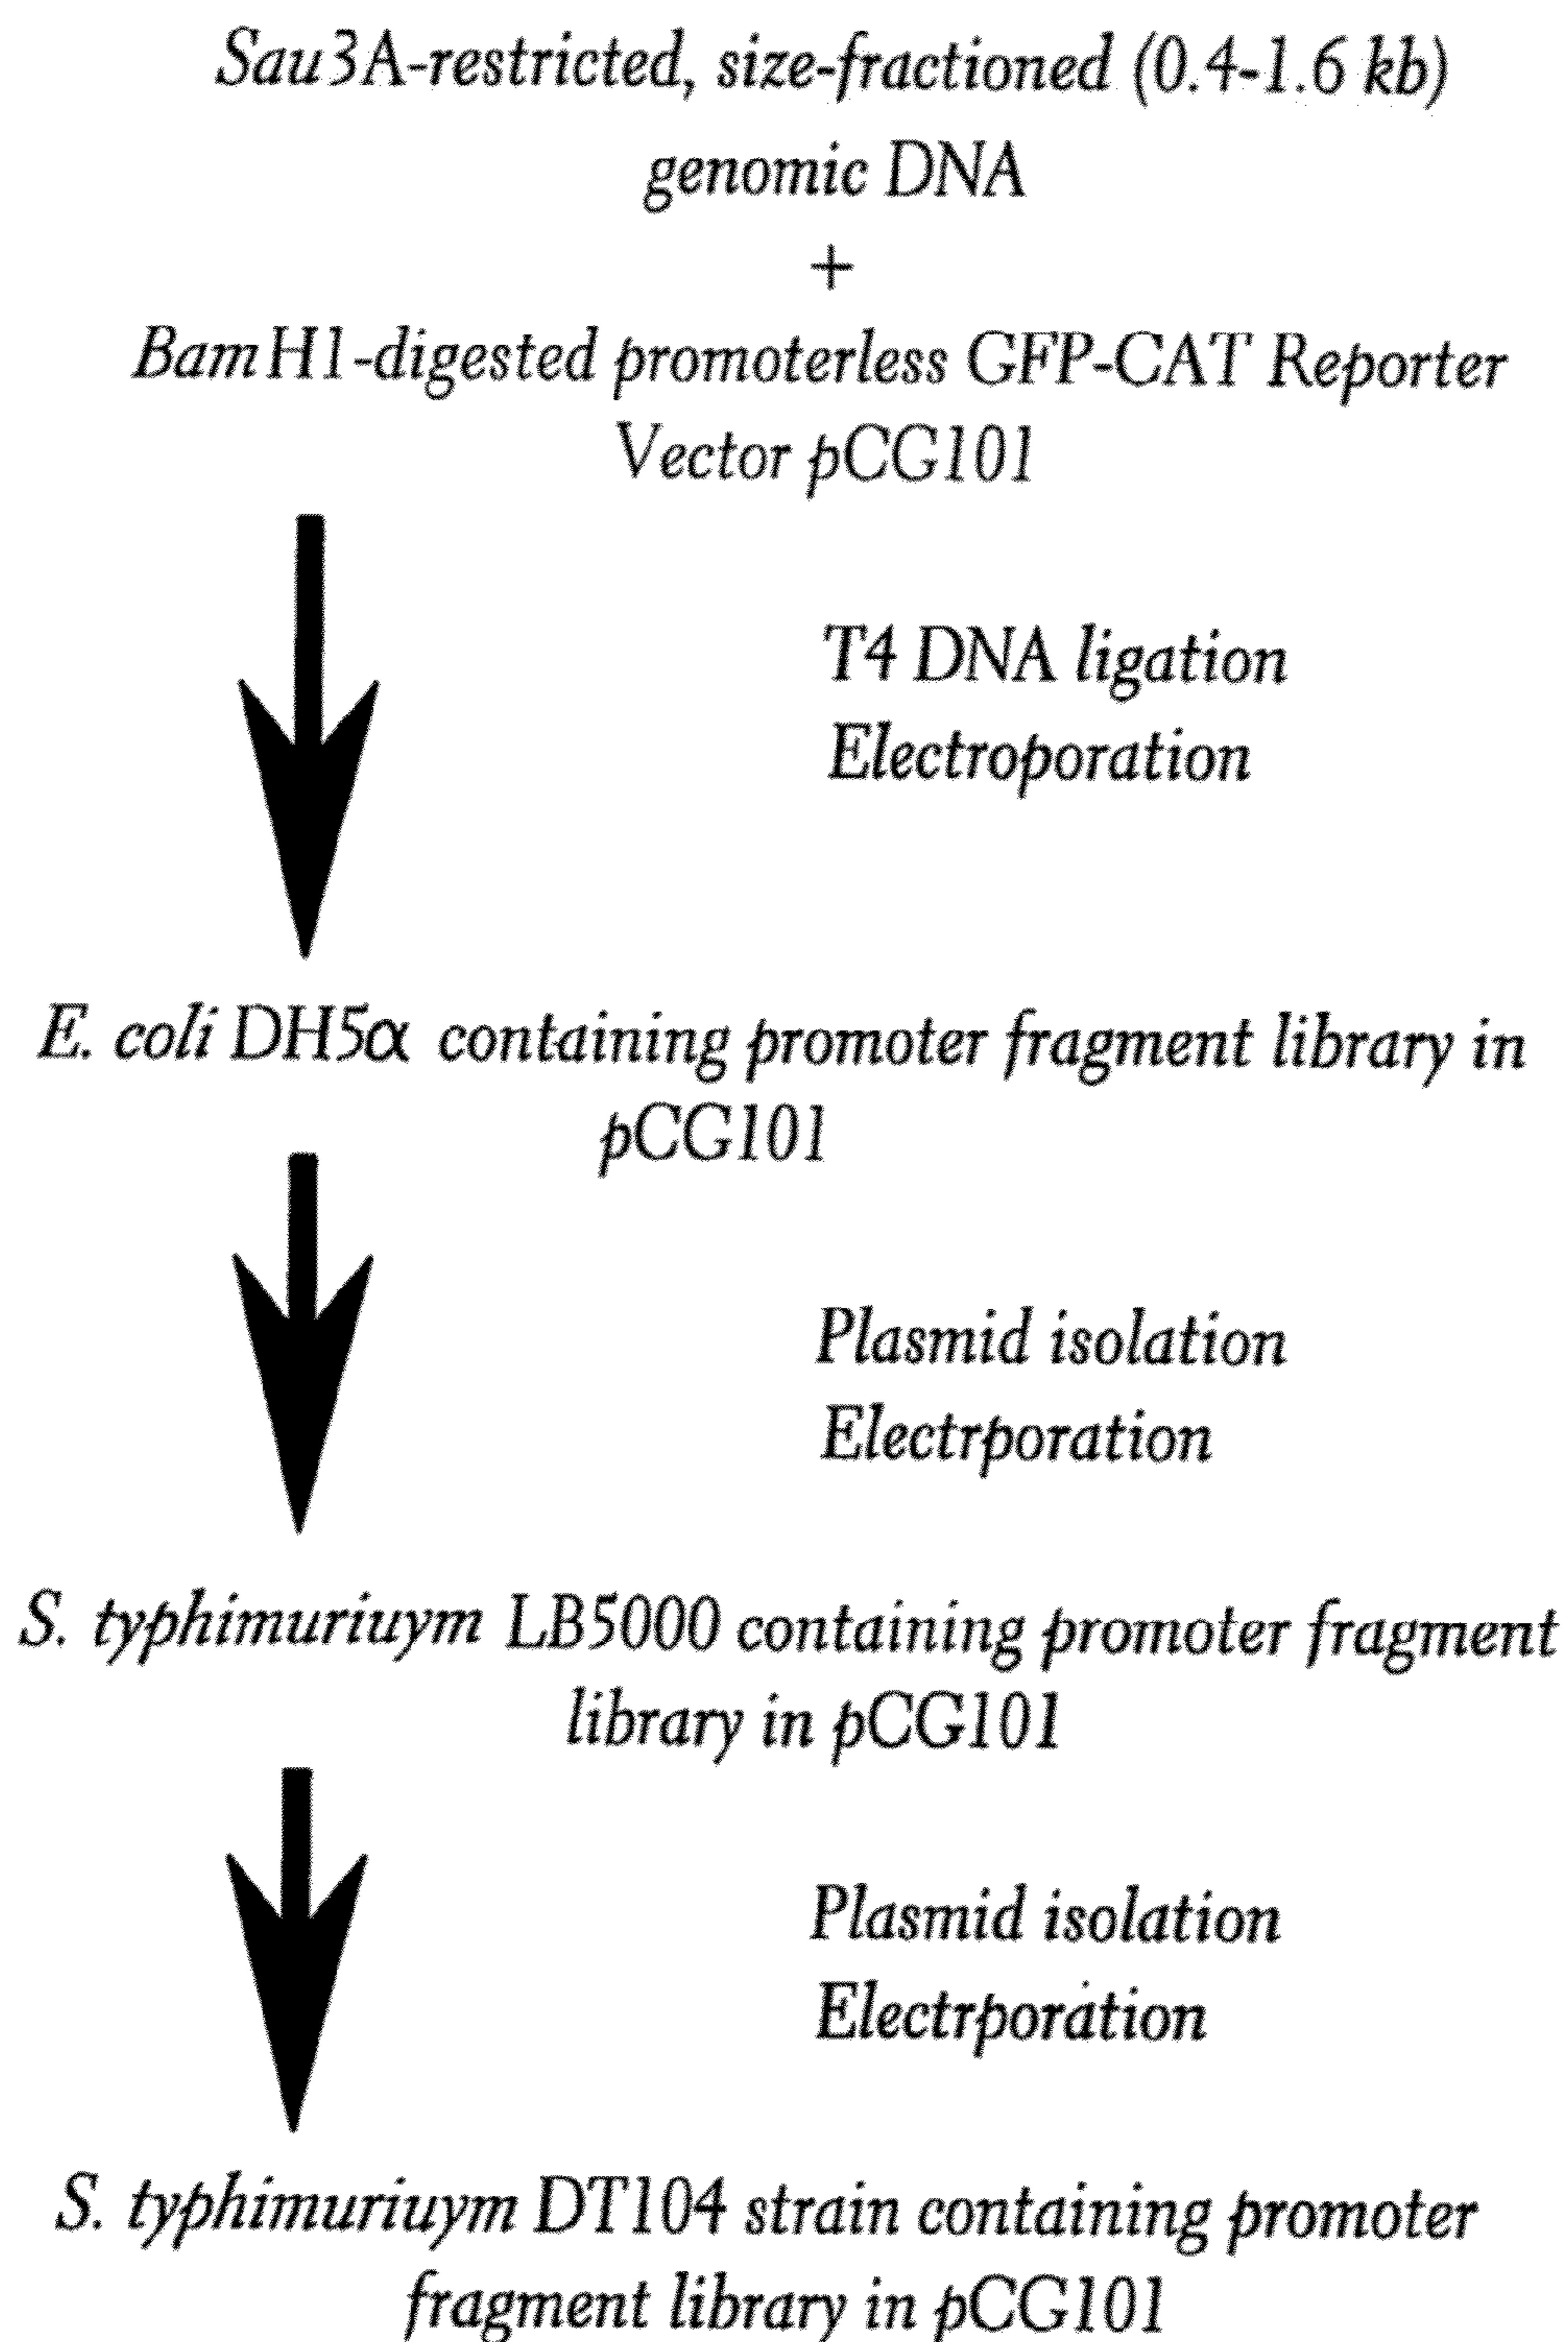 Sau3A-restricted, size-fractioned (0.4-1.6 kb)
genomic DNA
+
BamH1-digested promoterless GFP-CAT Reporter
Vector pCG101
T4 DNA ligation
Electroporation
E. coli DH5α containing promoter fragment library in
pCG101
Plasmid isolation
Electrporation
S. typhimuriuym LB5000 containing promoter fragment
library in pCG101
Plasmid isolation
Electrporation
S. typhimuriuym DT104 strain containing promoter
fragment library in pCG101